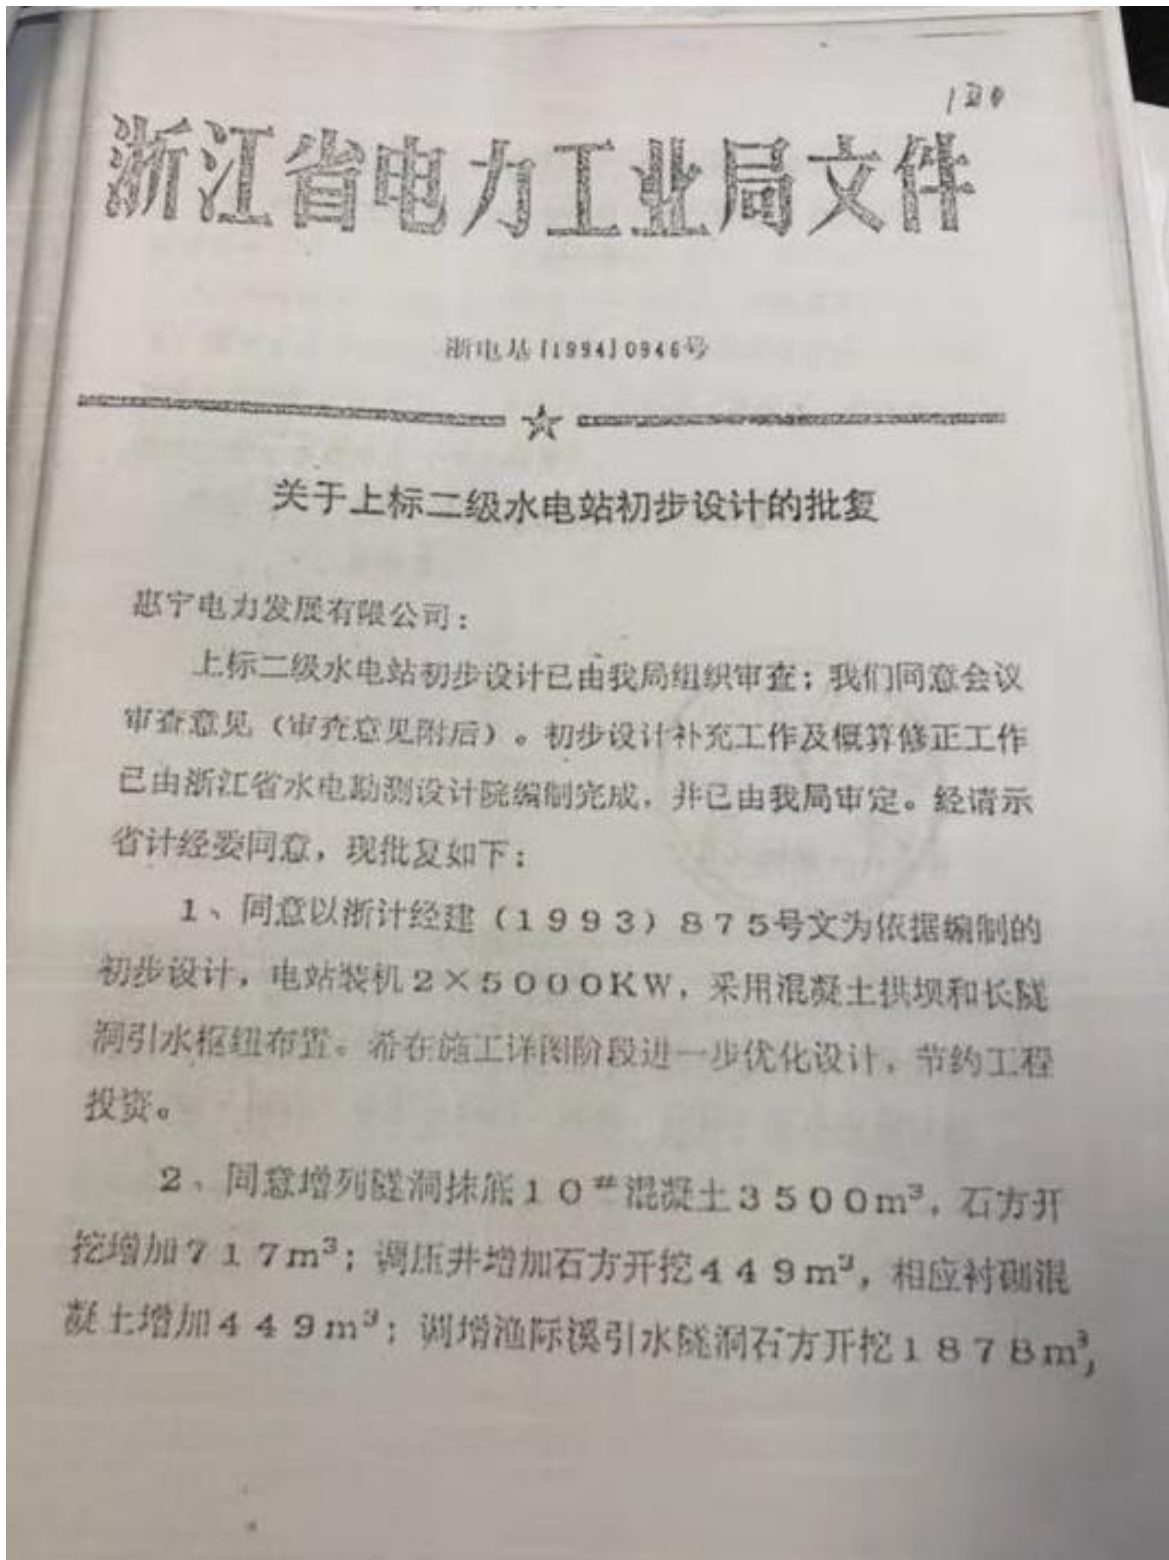 120
浙江省电力工业局文件
浙电基[1994]0946号
关于上标二级水电站初步设计的批复
惠宁电力发展有限公司:
上标二级水电站初步设计已由我局组织审查;我们同意会议
审查意见(审查意见附后)。初步设计补充工作及概算修正工作
已由浙江省水电勘测设计院编制完成,并已由我局审定。经请示
省计经委同意,现批复如下:
1、同意以浙计经建(1993)875号文为依据编制的
初步设计,电站装机2×5000KW,采用混凝土拱坝和长隧
洞引水枢纽布置。希在施工详图阶段进一步优化设计,节约工程
投资。
2、同意增列隧洞抹底10#混凝土3500m³,石方开
挖增加717m³;调压井增加石方开挖449m³,相应衬砌混
凝土增加449m³;调增渔际溪引水隧洞石方开挖1878m³,